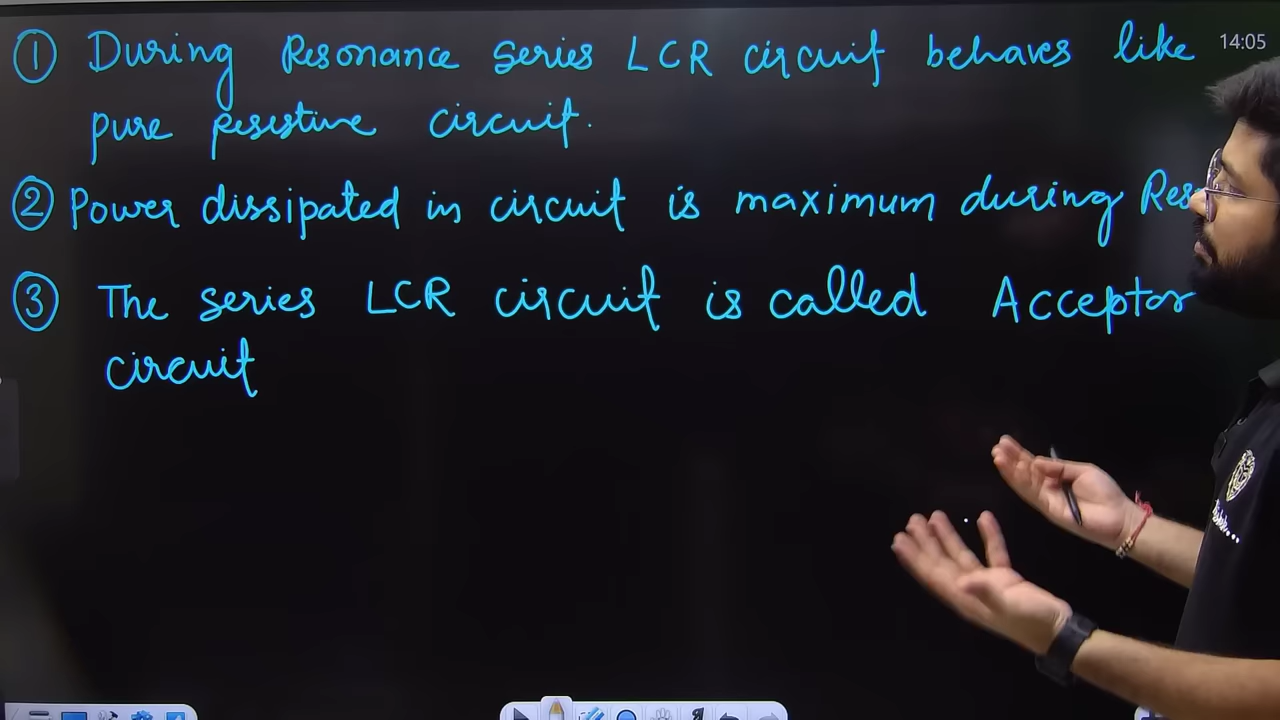 ① During Resonance series LCR circuit behaves like
pure resistive circuit.
② Power dissipated in circuit is maximum during Res
③ The series LCR circuit is called Acceptor
circuit
14:05